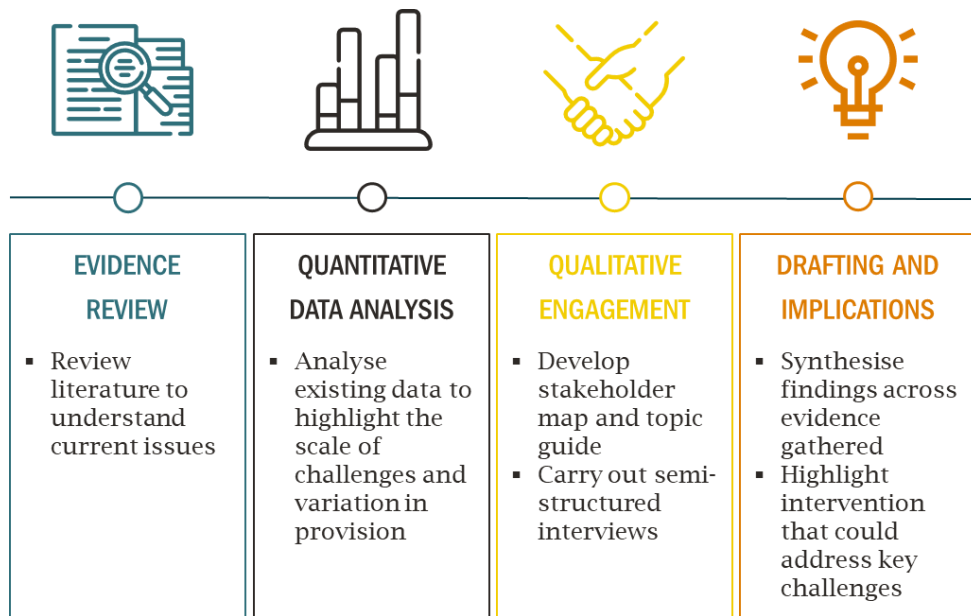 EVIDENCE
REVIEW
▪ Review
literature to
understand
current issues
QUANTITATIVE
DATA ANALYSIS
▪ Analyse
existing data to
highlight the
scale of
challenges and
variation in
provision
QUALITATIVE
ENGAGEMENT
▪ Develop
stakeholder
map and topic
guide
▪ Carry out semi-
structured
interviews
DRAFTING AND
IMPLICATIONS
▪ Synthesise
findings across
evidence
gathered
▪ Highlight
intervention
that could
address key
challenges